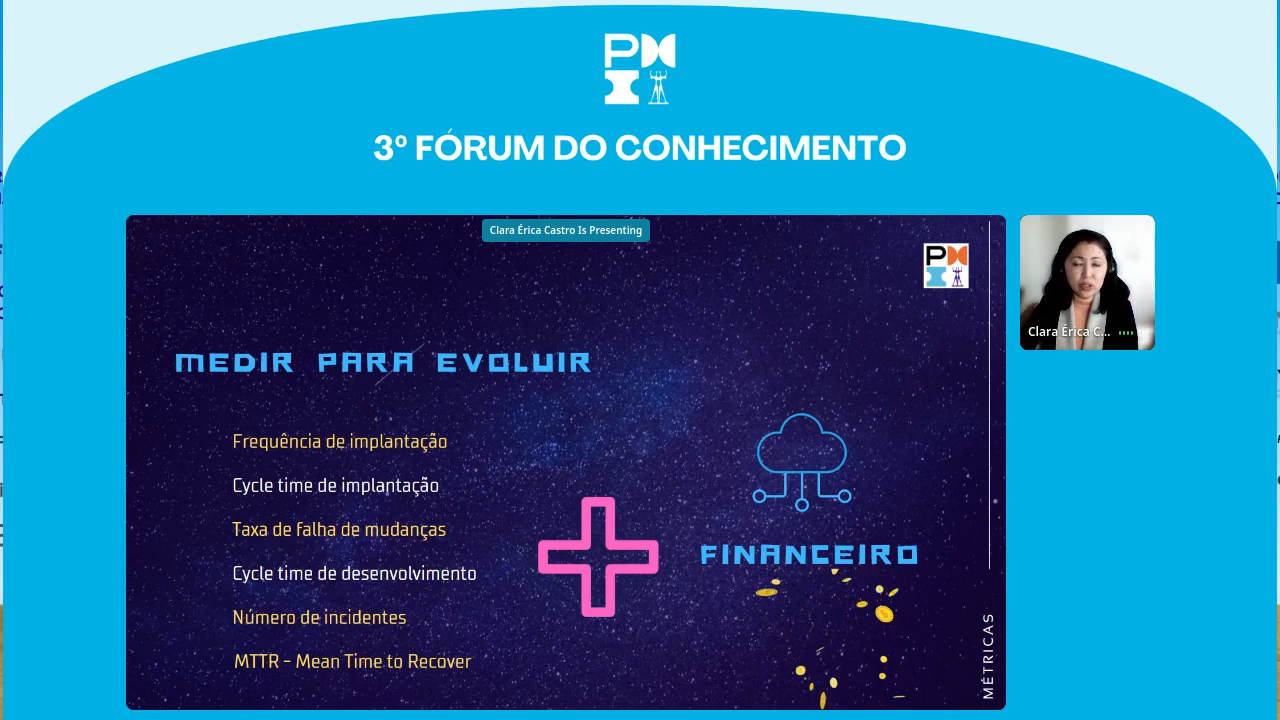 PMI
3º FÓRUM DO CONHECIMENTO
Clara Érica Castro Is Presenting
PMI
Clara Érica C...
MEDIR PARA EVOLUIR
Frequência de implantação
Cycle time de implantação
Taxa de falha de mudanças
Cycle time de desenvolvimento
Número de incidentes
MTTR - Mean Time to Recover
FINANCEIRO
MÉTRICAS